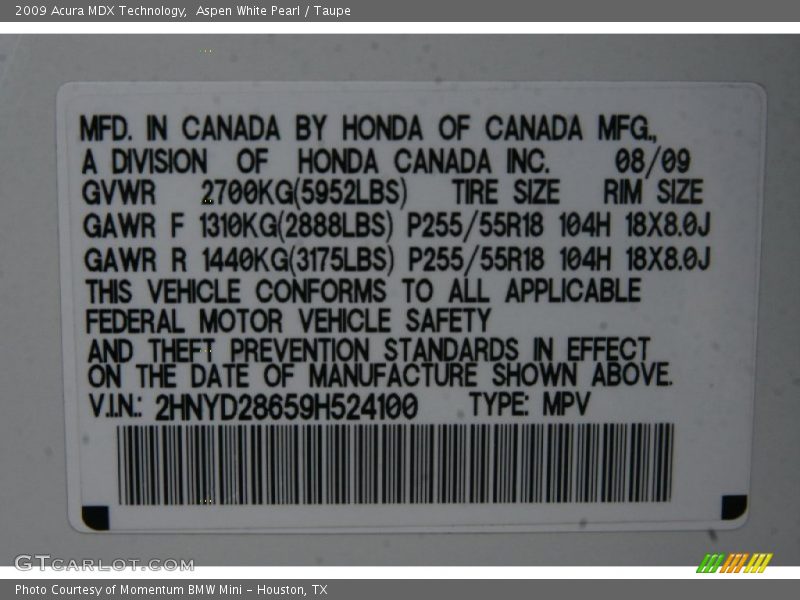 2009 Acura MDX Technology,  Aspen White Pearl / Taupe
MFD. IN CANADA BY HONDA OF CANADA MFG.,
A DIVISION OF HONDA CANADA INC. 08/09
GVWR 2700KG(5952LBS) TIRE SIZE RIM SIZE
GAWR F 1310KG(2888LBS) P255/55R18 104H 18X8.0J
GAWR R 1440KG(3175LBS) P255/55R18 104H 18X8.0J
THIS VEHICLE CONFORMS TO ALL APPLICABLE
FEDERAL MOTOR VEHICLE SAFETY
AND THEFT PREVENTION STANDARDS IN EFFECT
ON THE DATE OF MANUFACTURE SHOWN ABOVE.
V.I.N.: 2HNYD28659H524100 TYPE: MPV
GTCARLOT.COM
Photo Courtesy of Momentum BMW Mini - Houston, TX